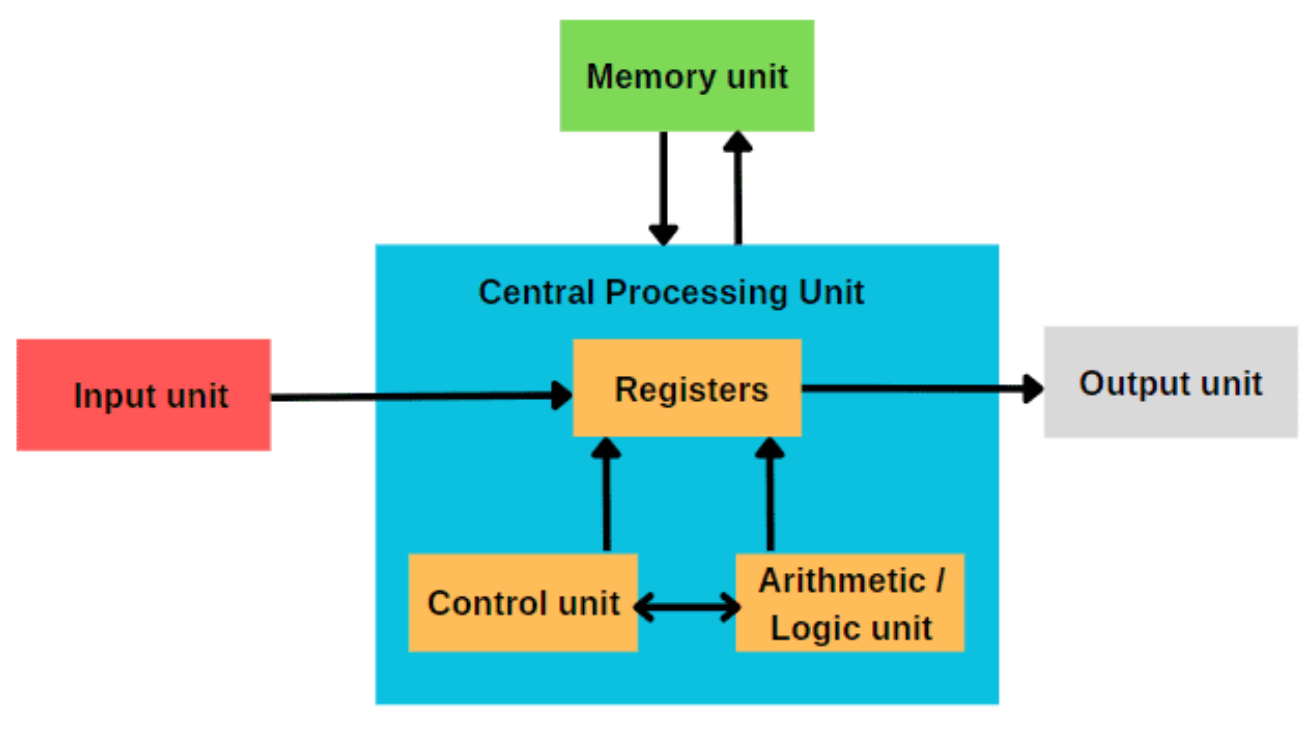 Memory unit
Central Processing Unit
Input unit
Registers
Output unit
Control unit
Arithmetic /
Logic unit